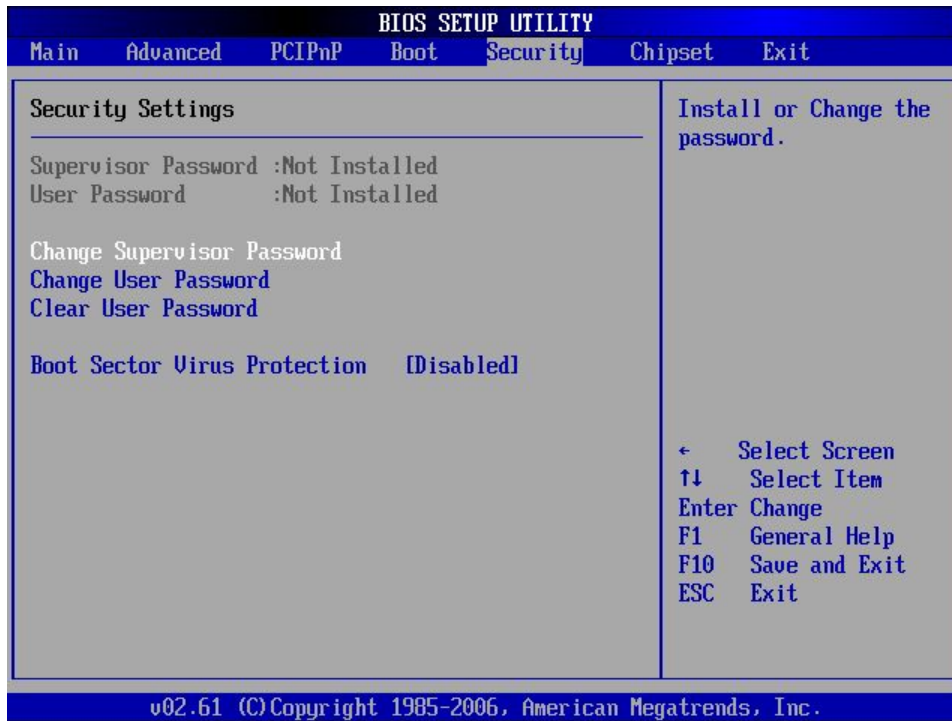 BIOS SETUP UTILITY
Main Advanced PCIPnP Boot Security Chipset Exit
Security Settings
Supervisor Password :Not Installed
User Password :Not Installed
Change Supervisor Password
Change User Password
Clear User Password
Boot Sector Virus Protection [Disabled]
Install or Change the
password.
← Select Screen
↑↓ Select Item
Enter Change
F1 General Help
F10 Save and Exit
ESC Exit
v02.61 (C)Copyright 1985-2006, American Megatrends, Inc.